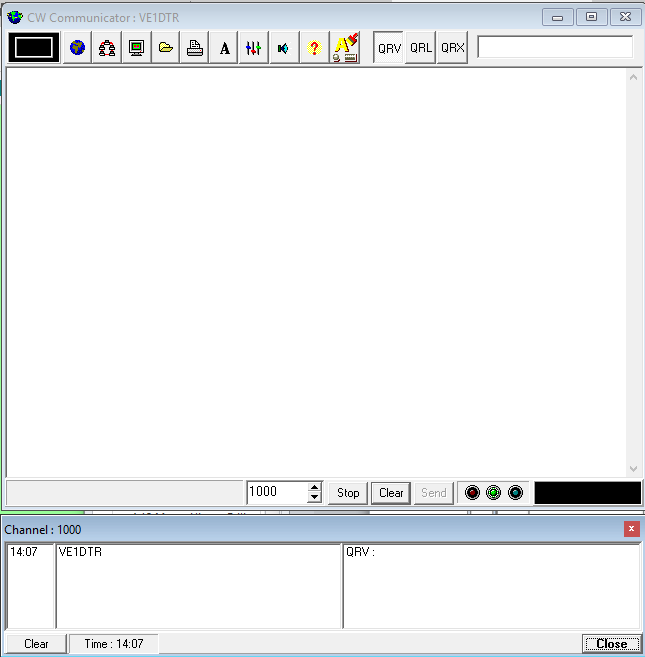 CW Communicator : VE1DTR
A ? A QRV QRL QRX
1000 Stop Clear Send
Channel : 1000
14:07 VE1DTR QRV :
Clear Time : 14:07 Close